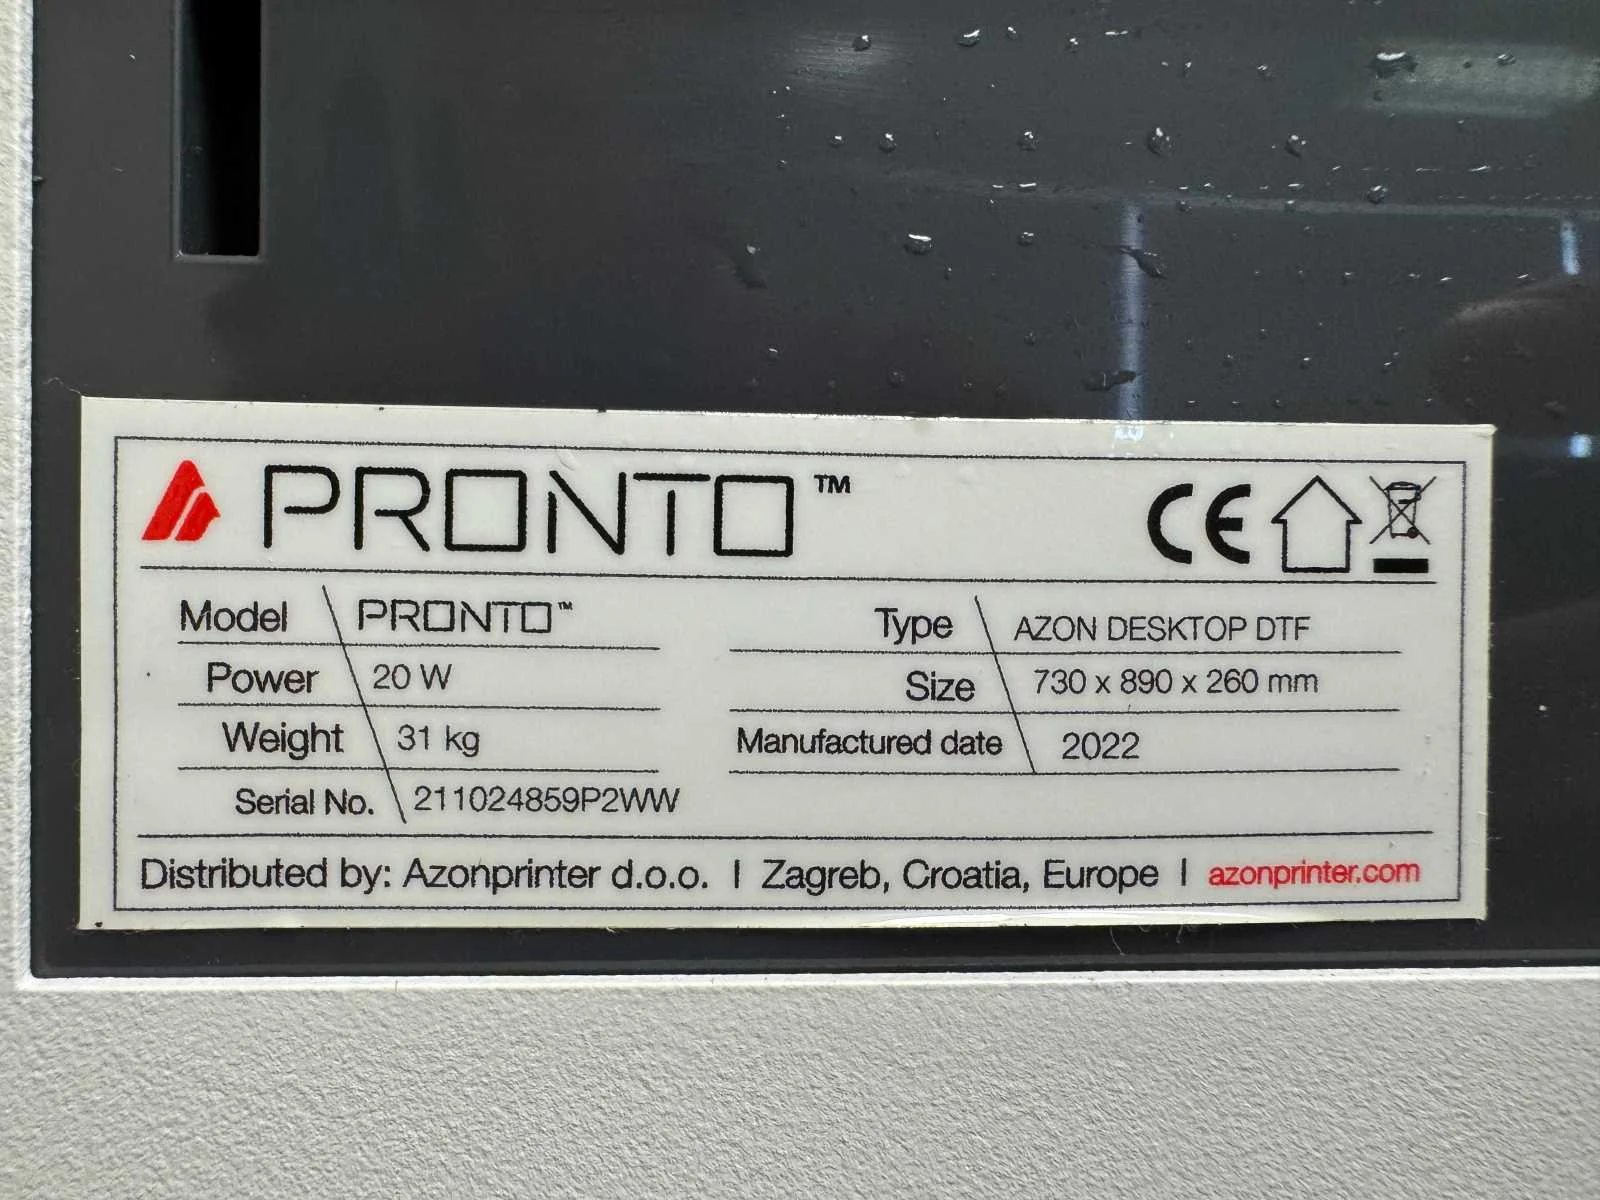 PRONTO™ CE
Model PRONTO™
Power 20 W
Weight 31 kg
Serial No. 211024859P2WW
Type AZON DESKTOP DTF
Size 730 x 890 x 260 mm
Manufactured date 2022
Distributed by: Azonprinter d.o.o. | Zagreb, Croatia, Europe | azonprinter.com